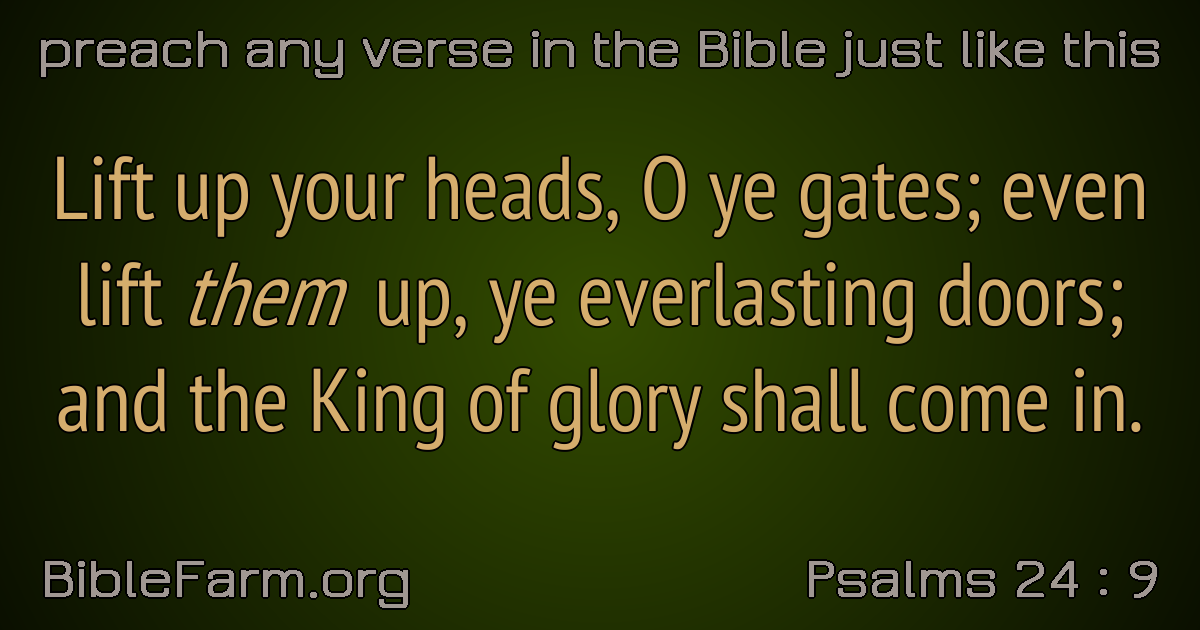 preach any verse in the Bible just like this
Lift up your heads, O ye gates; even
lift them up, ye everlasting doors;
and the King of glory shall come in.
BibleFarm.org
Psalms 24 : 9